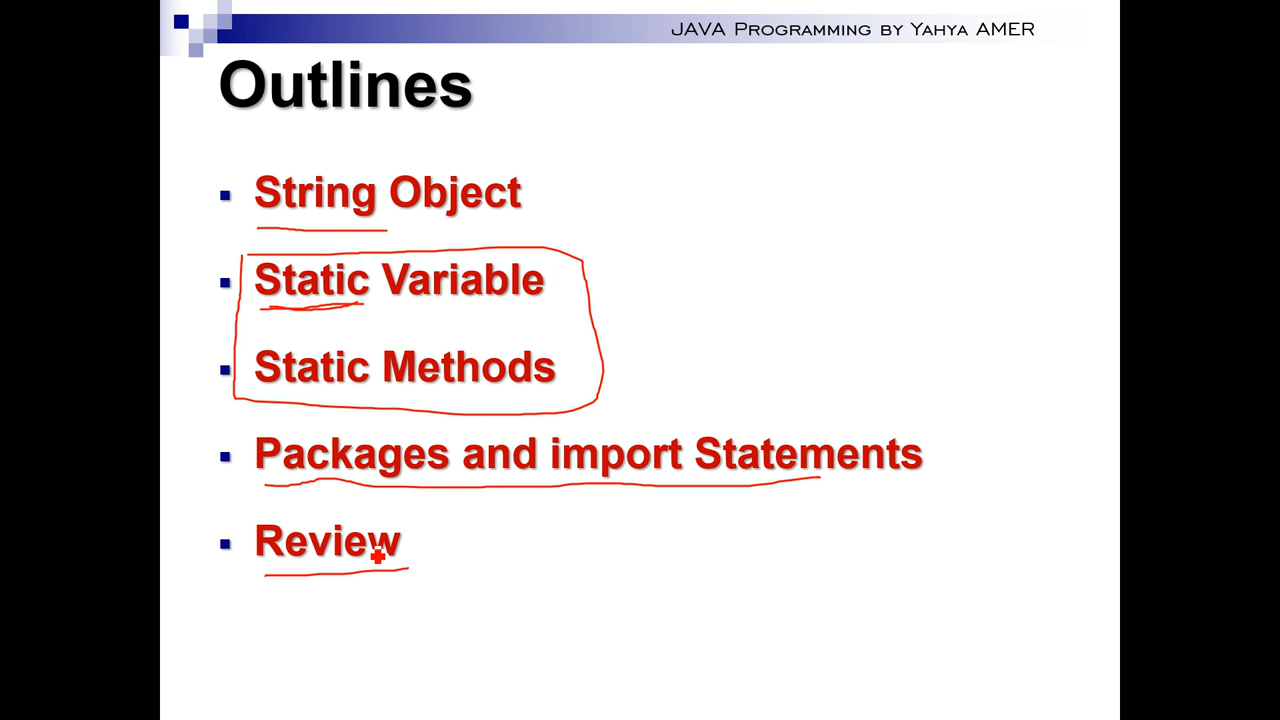 JAVA Programming by Yahya AMER
Outlines
String Object
Static Variable
Static Methods
Packages and import Statements
Review